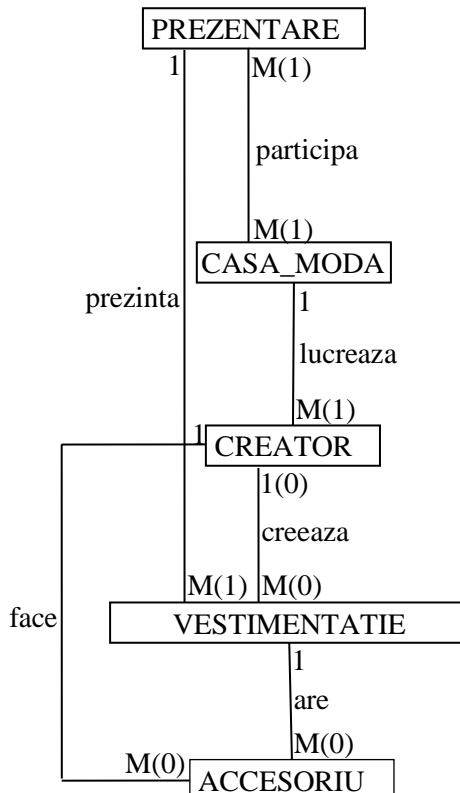 PREZENTARE
1 M(1)
participa
M(1)
CASA_MODA
prezinta
1
lucreaza
M(1)
1
CREATOR
1(0)
creeaza
M(1) M(0)
face
VESTIMENTATIE
1
are
M(0)
M(0)
ACCESORIU